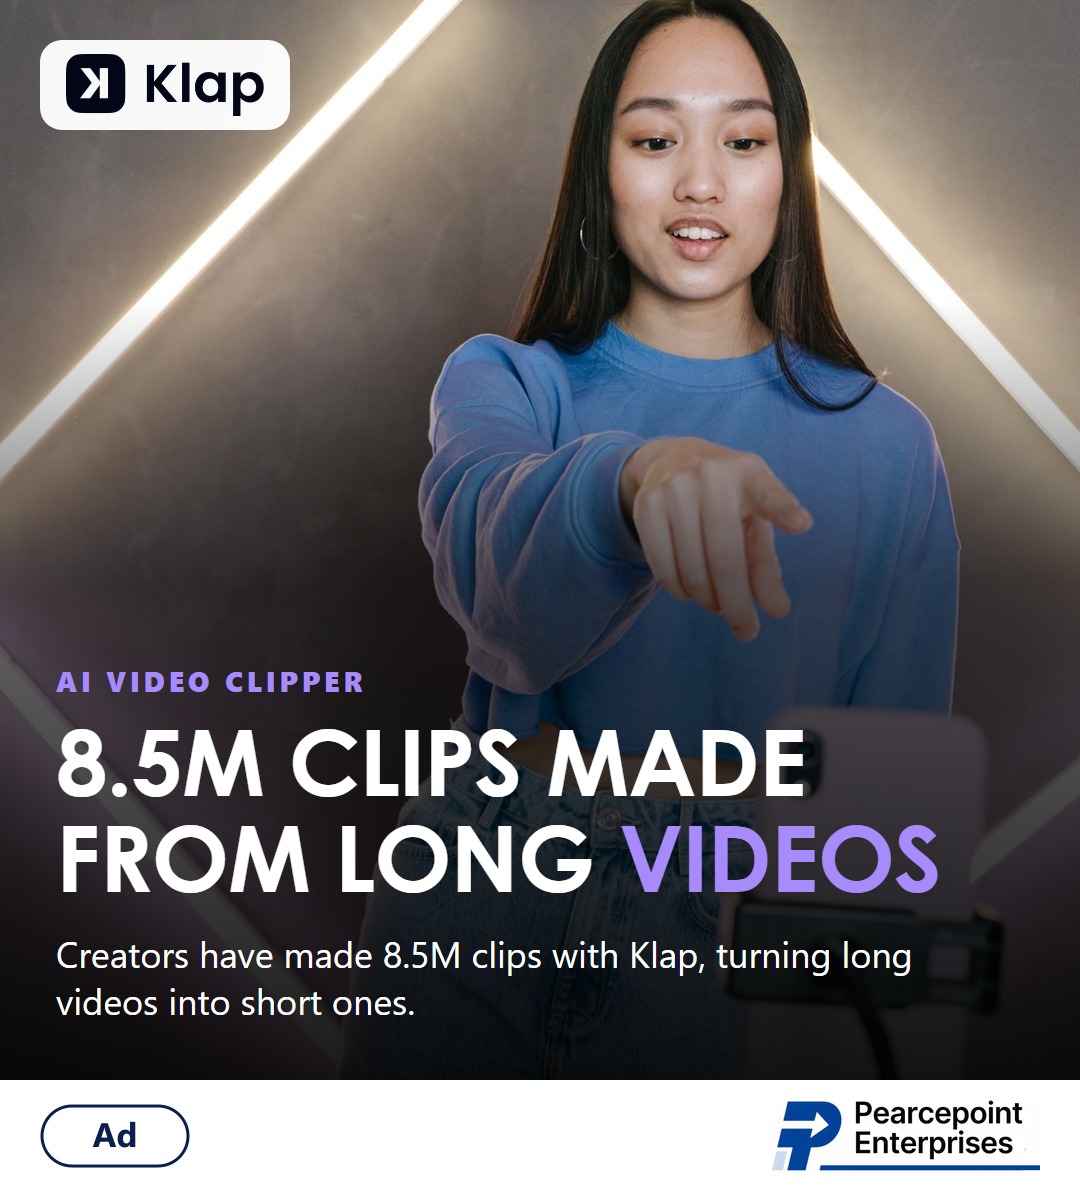 Klap
AI VIDEO CLIPPER
8.5M CLIPS MADE
FROM LONG VIDEOS
Creators have made 8.5M clips with Klap, turning long
videos into short ones.
Ad
Pearcepoint
Enterprises